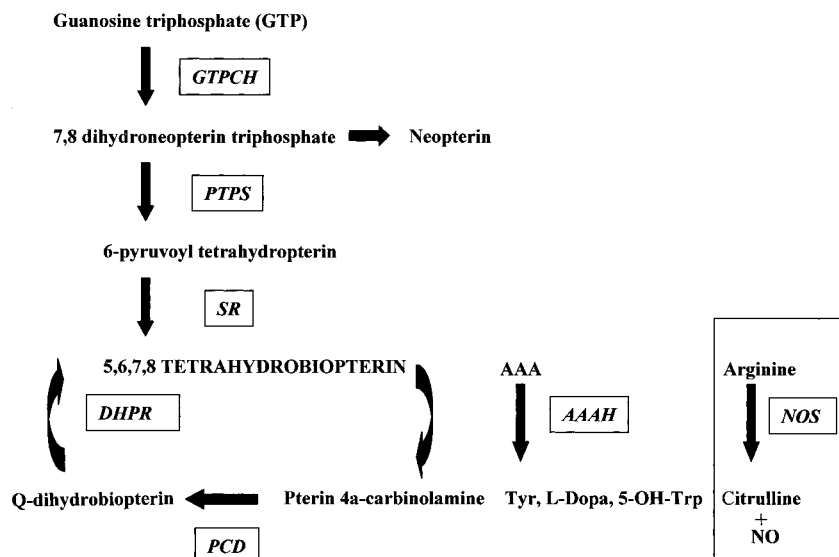 Guanosine triphosphate (GTP)
GTPCH
7,8 dihydroneopterin triphosphate Neopterin
PTPS
6-pyruvoyl tetrahydropterin
SR
5,6,7,8 TETRAHYDROBIOPTERIN AAA Arginine
DHPR AAAH NOS
Q-dihydrobiopterin Pterin 4a-carbinolamine Tyr, L-Dopa, 5-OH-Trp Citrulline
+
PCD NO